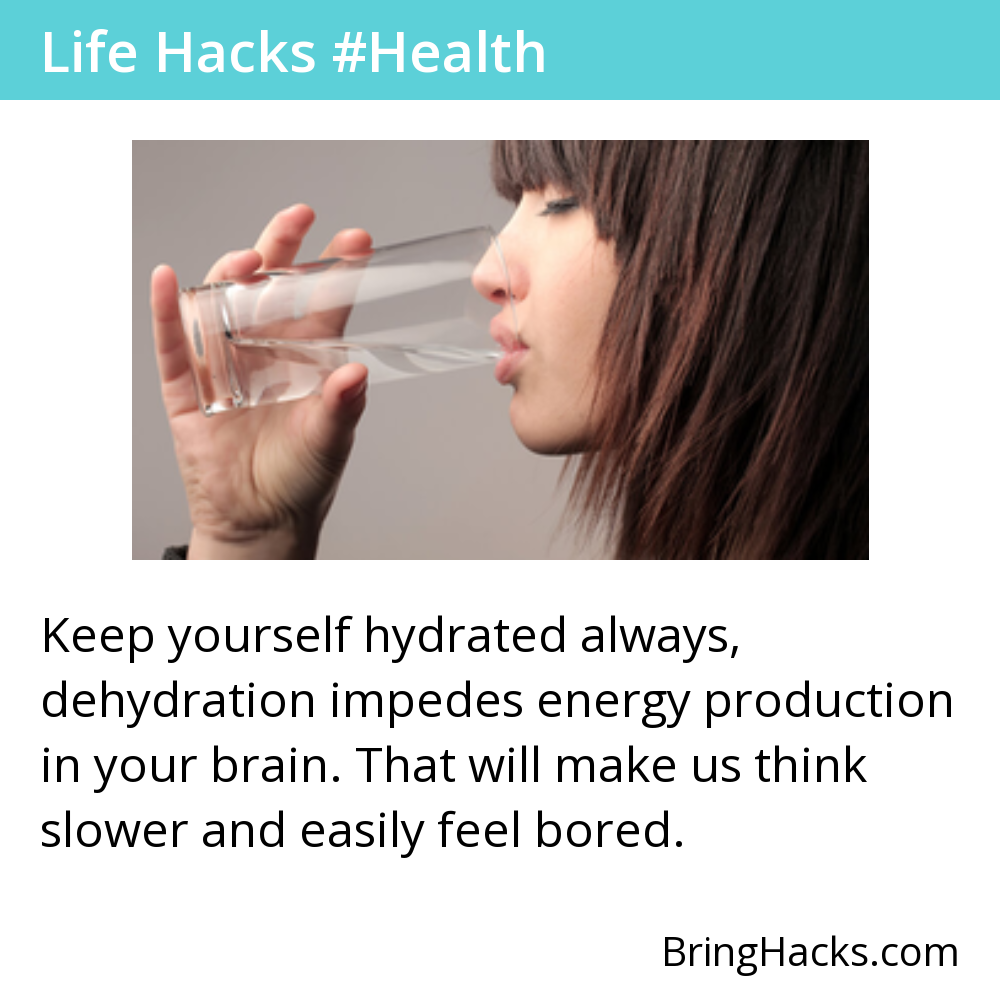 Life Hacks #Health
Keep yourself hydrated always,
dehydration impedes energy production
in your brain. That will make us think
slower and easily feel bored.
BringHacks.com